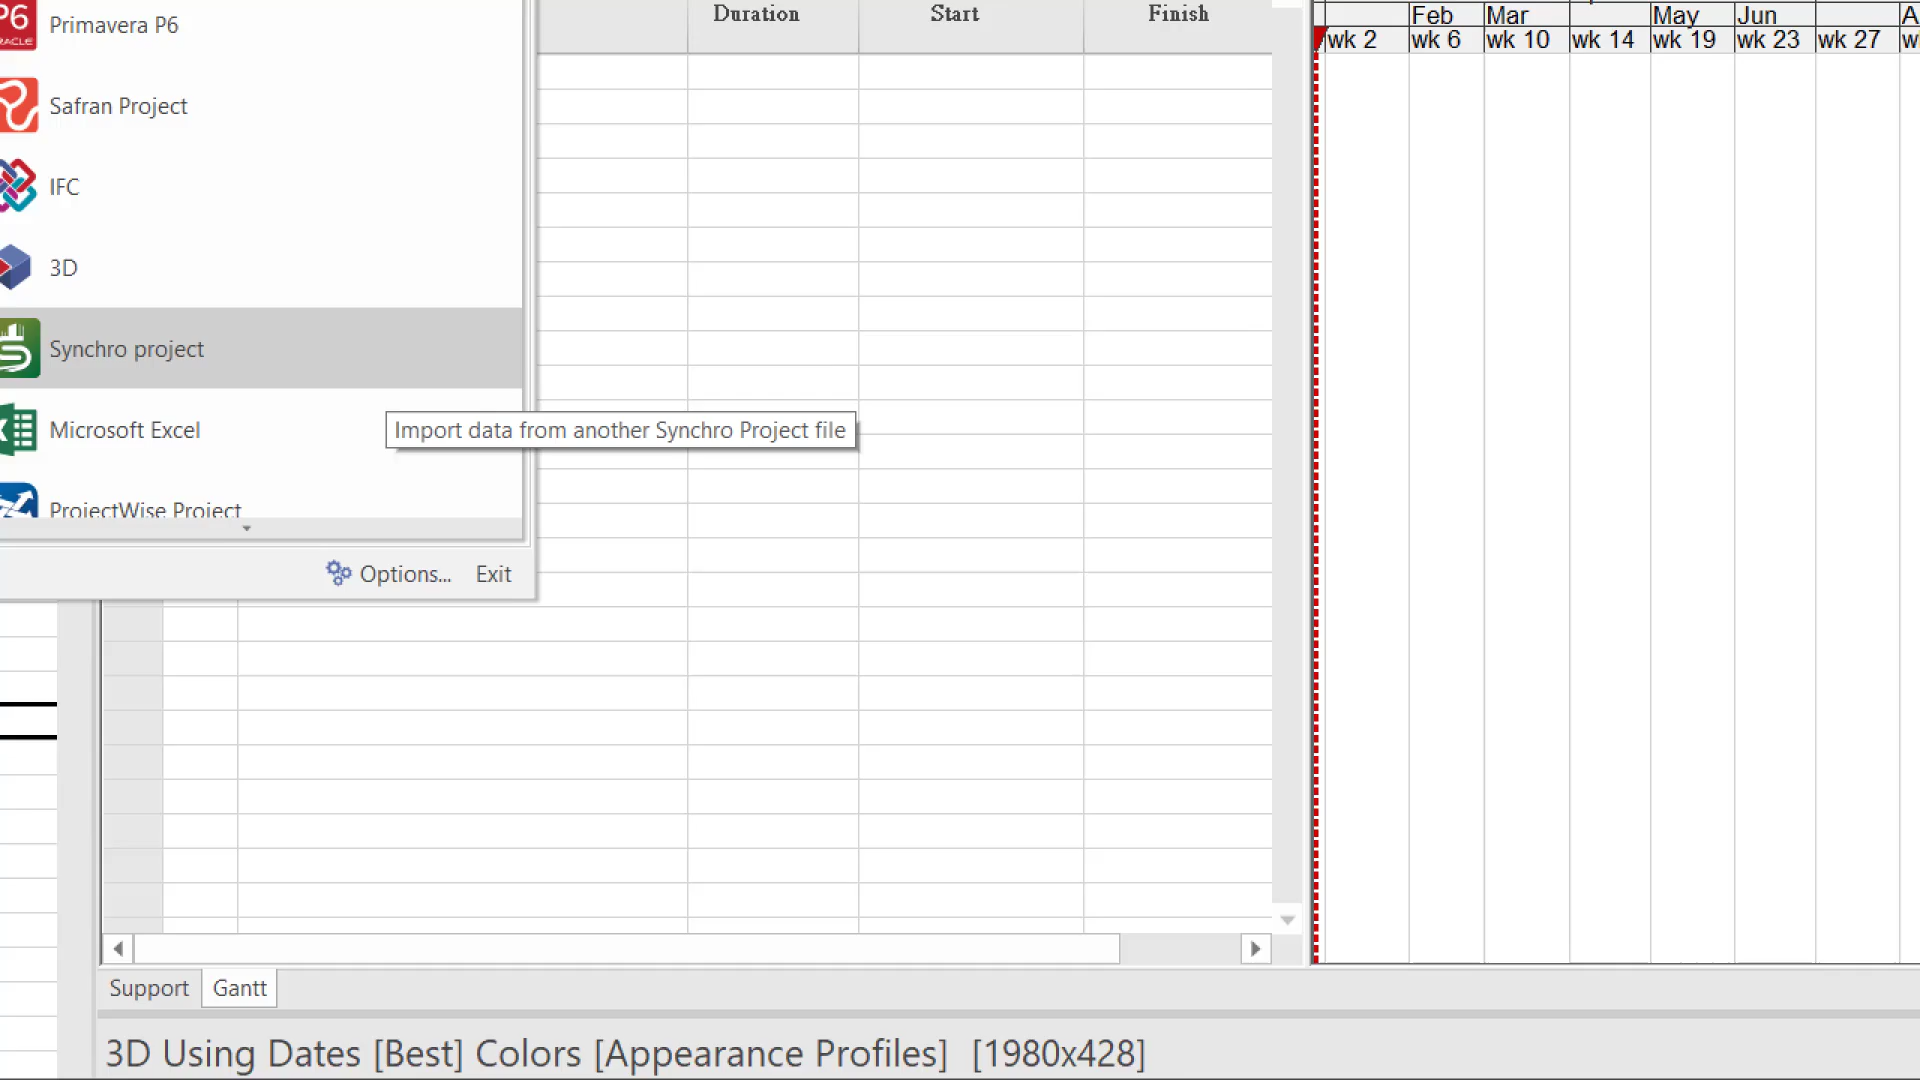 P6
ORACLE
Primavera P6
Safran Project
IFC
3D
Synchro project
Microsoft Excel
Import data from another Synchro Project file
ProjectWise Project
Options...
Exit
Duration
Start
Finish
Feb
Mar
May
Jun
wk 2
wk 6
wk 10
wk 14
wk 19
wk 23
wk 27
Support
Gantt
3D Using Dates [Best] Colors [Appearance Profiles]  [1980x428]